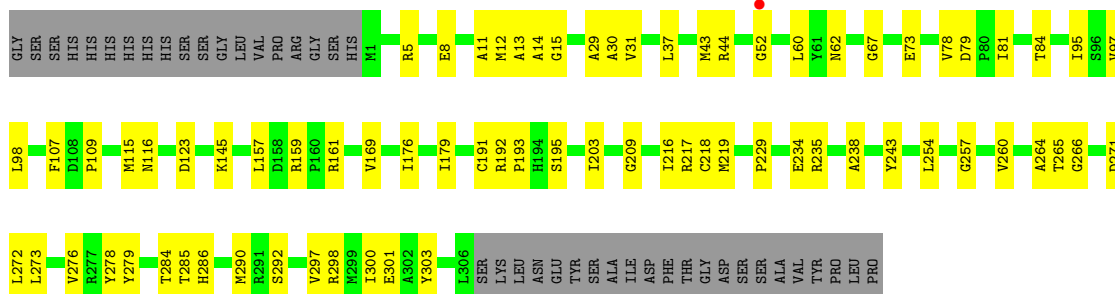 GLY SER SER HIS HIS HIS HIS HIS HIS SER SER GLY LEU VAL PRO ARG GLY SER HIS M1 R5 E8 A11 M12 A13 A14 G15 A29 A30 V31 L37 M43 R44 G52 L60 Y61 N62 G67 E73 V78 D79 P80 I81 T84 I95 S96
L98 F107 D108 P109 M115 N116 D123 K145 L157 D158 R159 P160 R161 V169 I176 I179 C191 R192 P193 H194 S195 I203 G209 I216 R217 C218 M219 P229 E234 R235 A238 Y243 L254 G257 V260 A264 T265 G266
L272 L273 V276 R277 Y278 Y279 T284 T285 H286 M290 R291 S292 V297 R298 M299 I300 E301 A302 Y303 L306 SER LYS LEU ASN GLU TYR SER ALA ILE ASP PHE THR GLY ASP SER SER ALA VAL TYR PRO LEU PRO